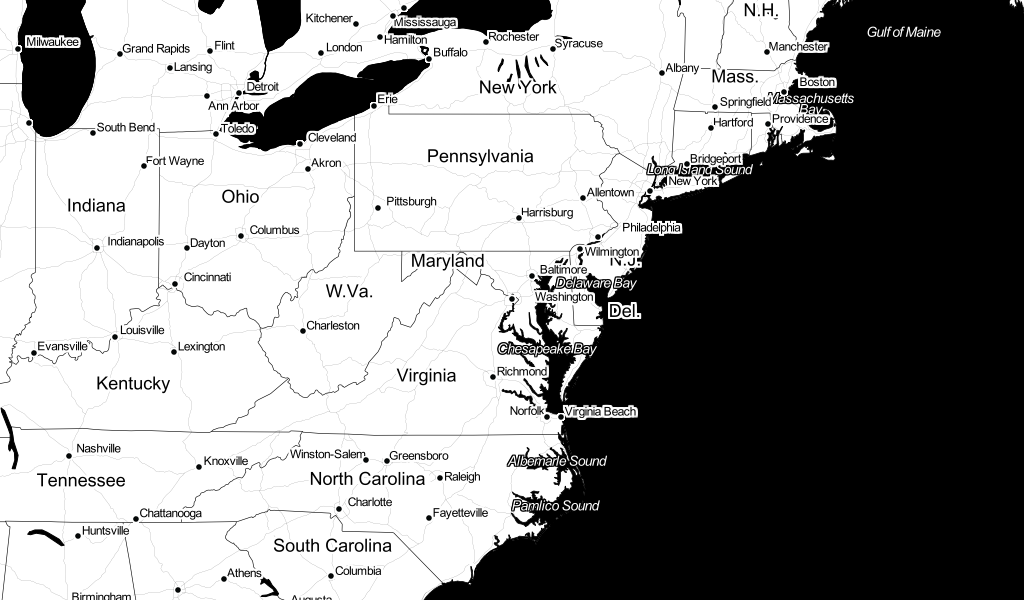 N.H.
Kitchener
Mississauga
Gulf of Maine
Milwaukee
Grand Rapids
Flint
London
Hamilton
Rochester
Syracuse
Manchester
Buffalo
Lansing
Albany
Mass.
Boston
Detroit
New York
Erie
Ann Arbor
Springfield
Massachusetts
Bay
South Bend
Toledo
Cleveland
Hartford
Providence
Fort Wayne
Akron
Pennsylvania
Bridgeport
Long Island Sound
New York
Indiana
Ohio
Pittsburgh
Allentown
Harrisburg
Columbus
Philadelphia
Indianapolis
Dayton
Wilmington
Maryland
N.J.
Baltimore
Cincinnati
Delaware Bay
W.Va.
Washington
Del.
Louisville
Charleston
Evansville
Lexington
Chesapeake Bay
Kentucky
Virginia
Richmond
Norfolk
Virginia Beach
Nashville
Knoxville
Winston-Salem
Greensboro
Albemarle Sound
Tennessee
North Carolina
Raleigh
Charlotte
Pamlico Sound
Chattanooga
Fayetteville
Huntsville
South Carolina
Athens
Columbia
Birmingham
Augusta